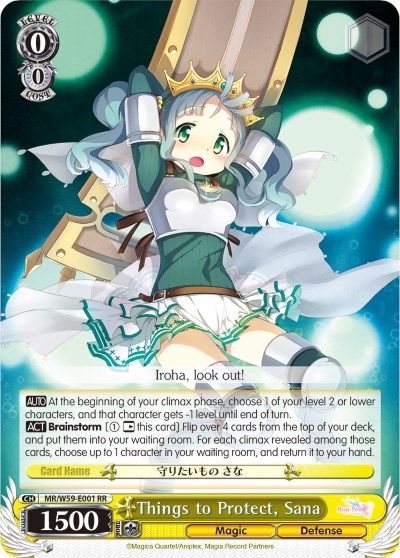 LEVEL
0
0
COST
Iroha, look out!
AUTO At the beginning of your climax phase, choose 1 of your level 2 or lower
characters, and that character gets -1 level until end of turn.
ACT Brainstorm [① this card] Flip over 4 cards from the top of your deck,
and put them into your waiting room. For each climax revealed among those
cards, choose up to 1 character in your waiting room, and return it to your hand.
Card Name 守りたいもの さな
CH MR/W59-E001 RR
POWER 1500 Things to Protect, Sana
Magic Defense
©Magica Quartet/Aniplex, Magia Record Partners